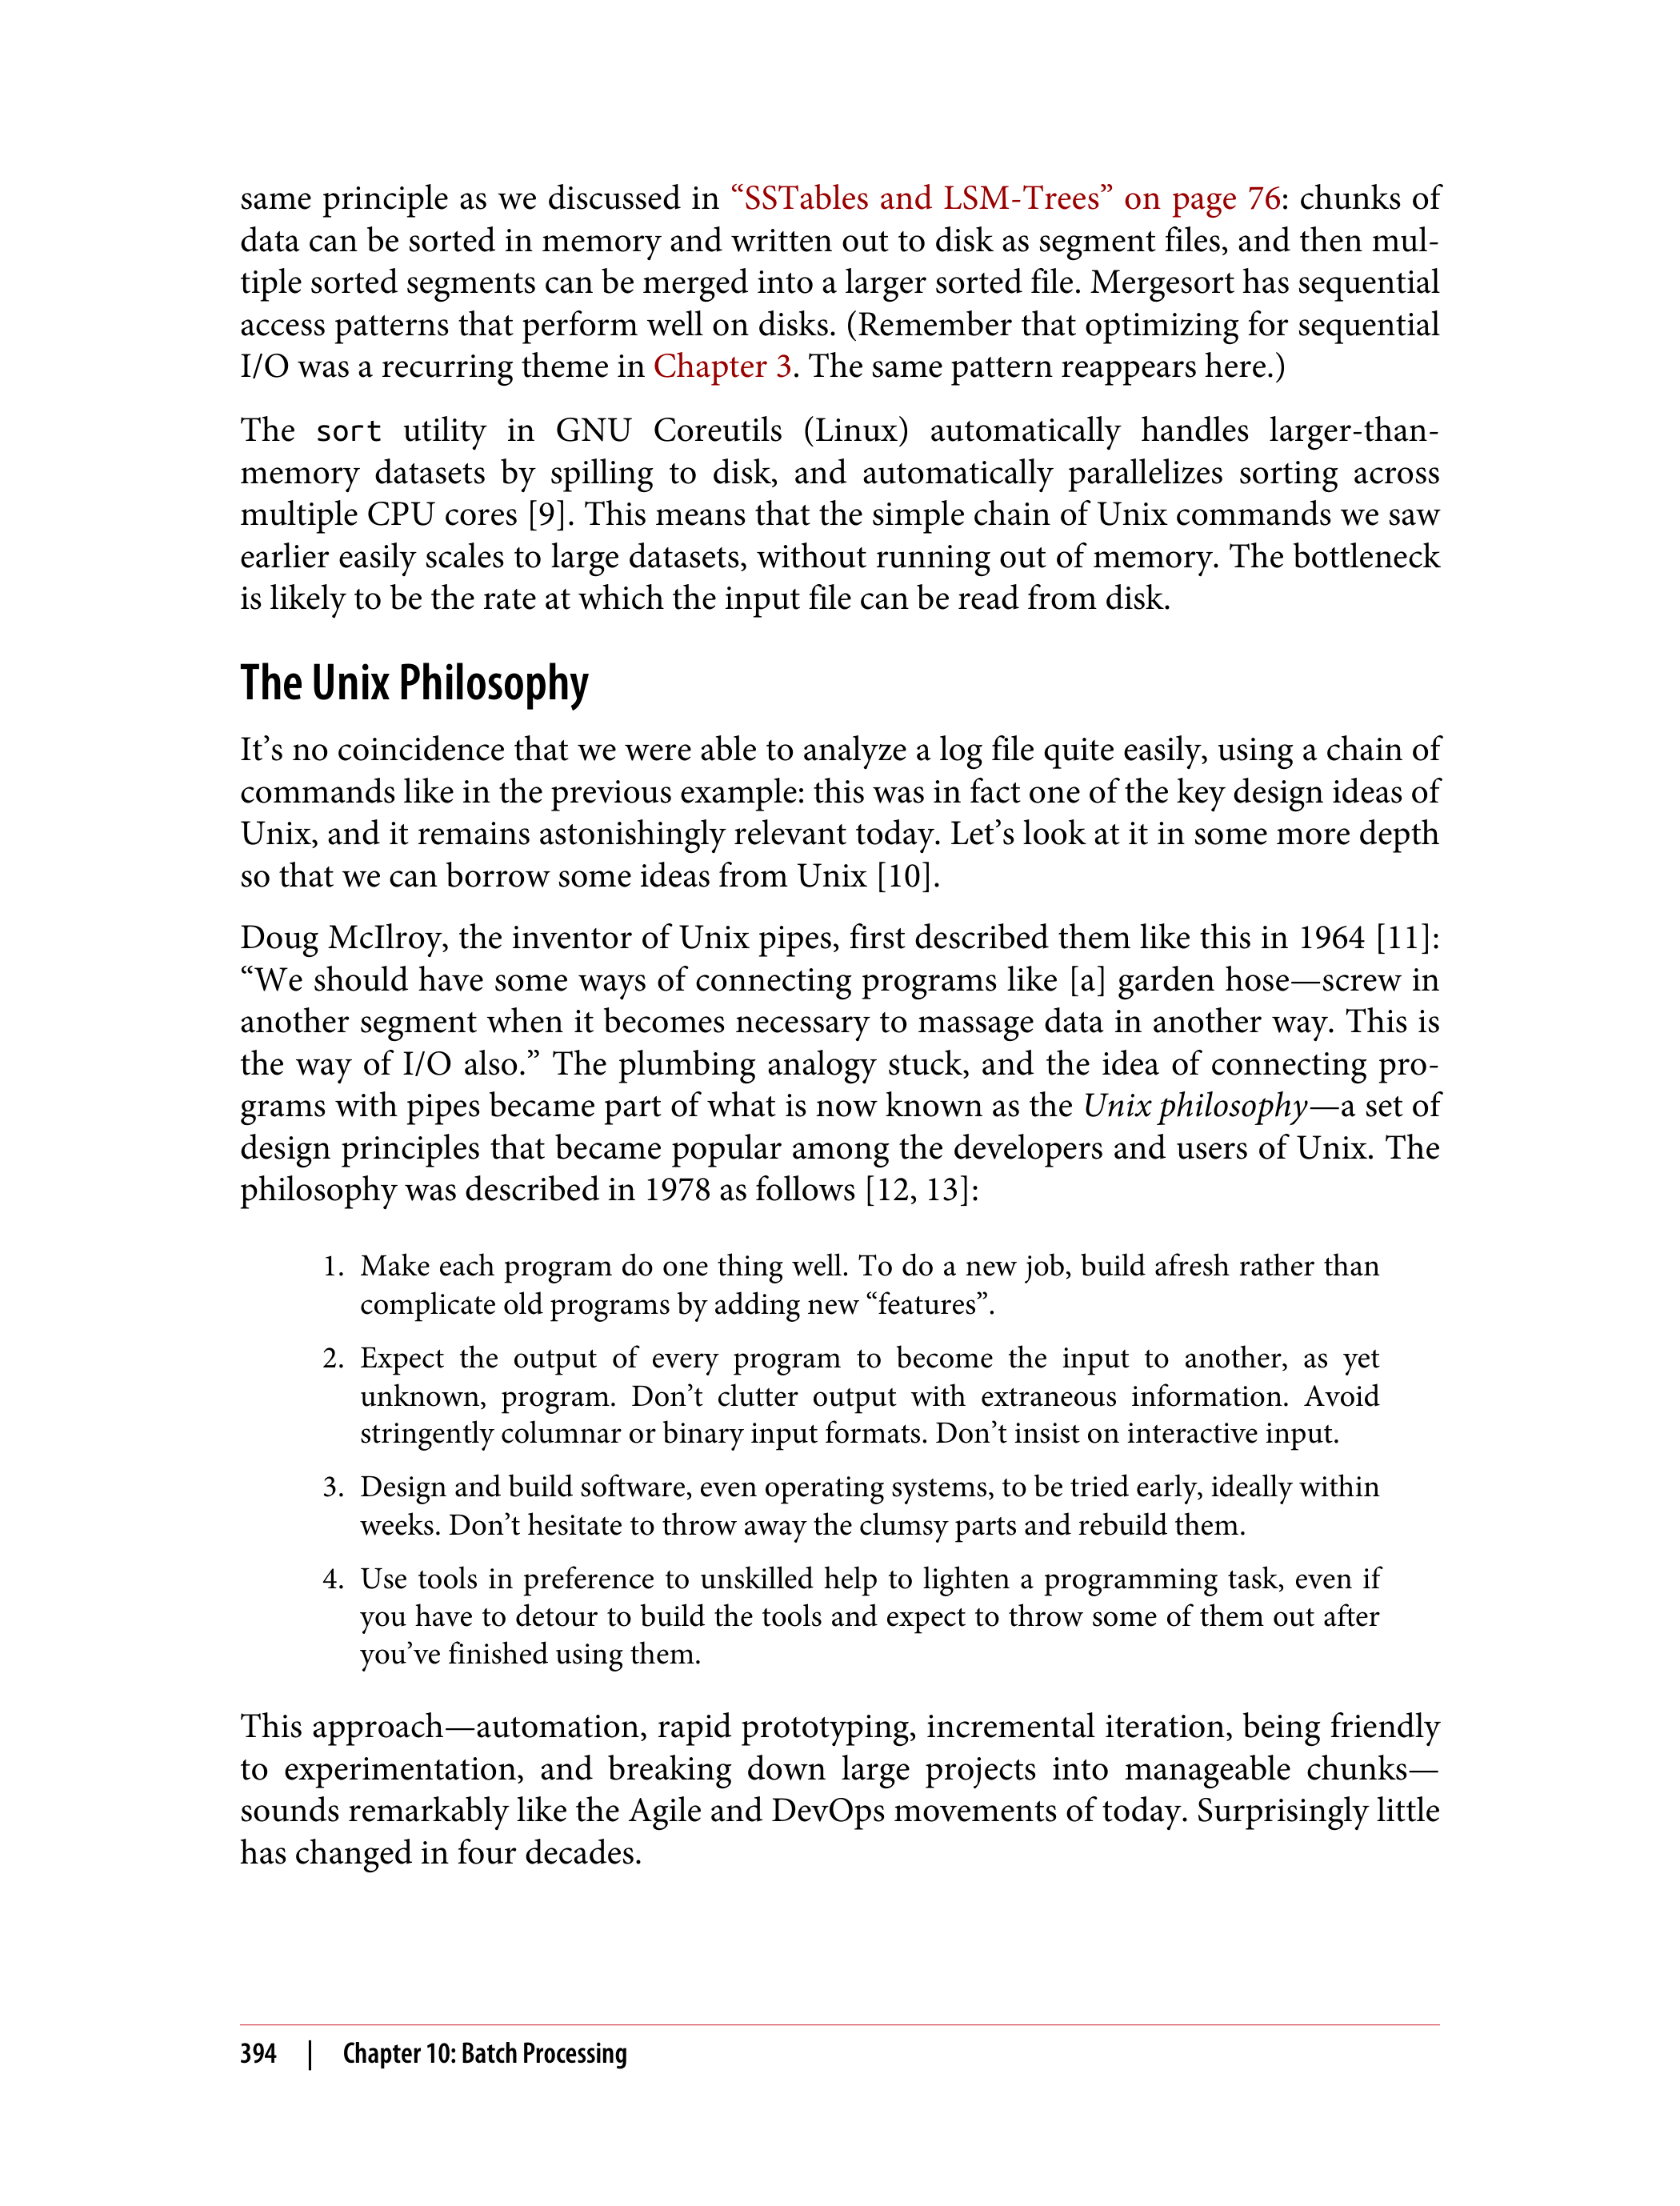 same principle as we discussed in “SSTables and LSM-Trees” on page 76: chunks of
data can be sorted in memory and written out to disk as segment files, and then mul-
tiple sorted segments can be merged into a larger sorted file. Mergesort has sequential
access patterns that perform well on disks. (Remember that optimizing for sequential
I/O was a recurring theme in Chapter 3. The same pattern reappears here.)
The sort utility in GNU Coreutils (Linux) automatically handles larger-than-
memory datasets by spilling to disk, and automatically parallelizes sorting across
multiple CPU cores [9]. This means that the simple chain of Unix commands we saw
earlier easily scales to large datasets, without running out of memory. The bottleneck
is likely to be the rate at which the input file can be read from disk.
The Unix Philosophy
It’s no coincidence that we were able to analyze a log file quite easily, using a chain of
commands like in the previous example: this was in fact one of the key design ideas of
Unix, and it remains astonishingly relevant today. Let’s look at it in some more depth
so that we can borrow some ideas from Unix [10].
Doug McIlroy, the inventor of Unix pipes, first described them like this in 1964 [11]:
“We should have some ways of connecting programs like [a] garden hose—screw in
another segment when it becomes necessary to massage data in another way. This is
the way of I/O also.” The plumbing analogy stuck, and the idea of connecting pro-
grams with pipes became part of what is now known as the Unix philosophy—a set of
design principles that became popular among the developers and users of Unix. The
philosophy was described in 1978 as follows [12, 13]:
1. Make each program do one thing well. To do a new job, build afresh rather than
complicate old programs by adding new “features”.
2. Expect the output of every program to become the input to another, as yet
unknown, program. Don’t clutter output with extraneous information. Avoid
stringently columnar or binary input formats. Don’t insist on interactive input.
3. Design and build software, even operating systems, to be tried early, ideally within
weeks. Don’t hesitate to throw away the clumsy parts and rebuild them.
4. Use tools in preference to unskilled help to lighten a programming task, even if
you have to detour to build the tools and expect to throw some of them out after
you’ve finished using them.
This approach—automation, rapid prototyping, incremental iteration, being friendly
to experimentation, and breaking down large projects into manageable chunks—
sounds remarkably like the Agile and DevOps movements of today. Surprisingly little
has changed in four decades.
394 | Chapter 10: Batch Processing